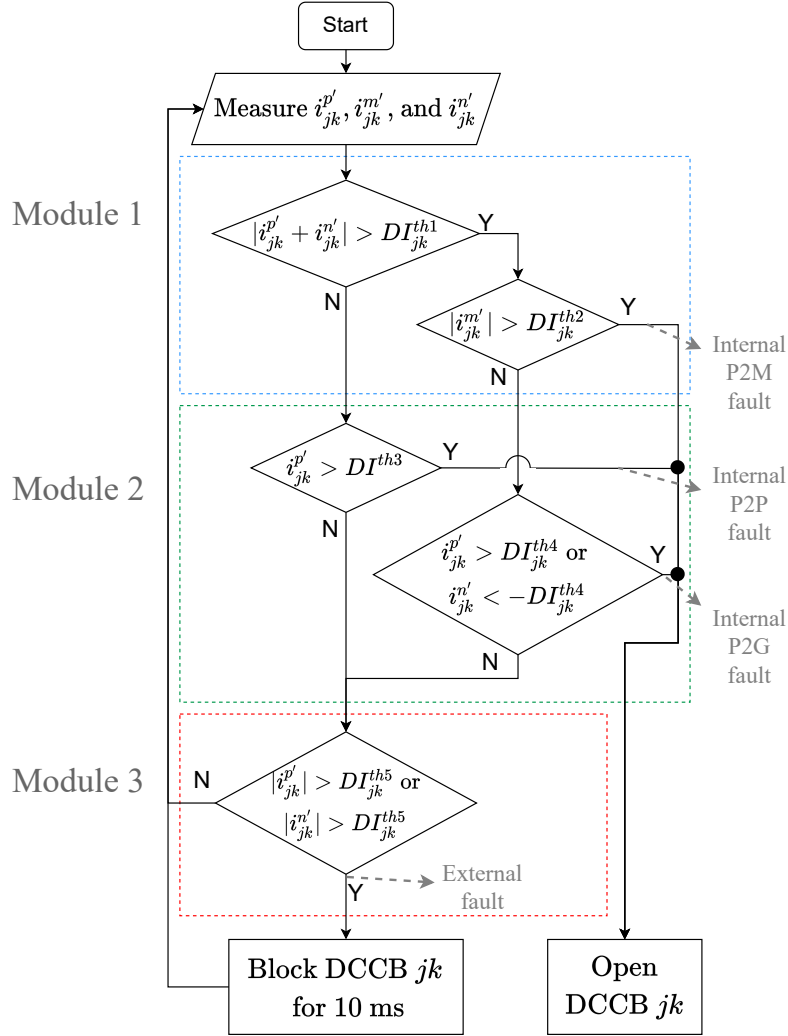 Start
Measure $i_{jk}^{p'}, i_{jk}^{m'}$, and $i_{jk}^{n'}$
Module 1
$|i_{jk}^{p'} + i_{jk}^{n'}| > DI_{jk}^{th1}$
Y
N
$|i_{jk}^{m'}| > DI_{jk}^{th2}$
Y
N
Internal
P2M
fault
Module 2
$i_{jk}^{p'} > DI^{th3}$
Y
N
Internal
P2P
fault
$i_{jk}^{p'} > DI_{jk}^{th4}$ or
$i_{jk}^{n'} < -DI_{jk}^{th4}$
Y
N
Internal
P2G
fault
Module 3
N
$|i_{jk}^{p'}| > DI_{jk}^{th5}$ or
$|i_{jk}^{n'}| > DI_{jk}^{th5}$
Y
External
fault
Block DCCB $jk$
for 10 ms
Open
DCCB $jk$